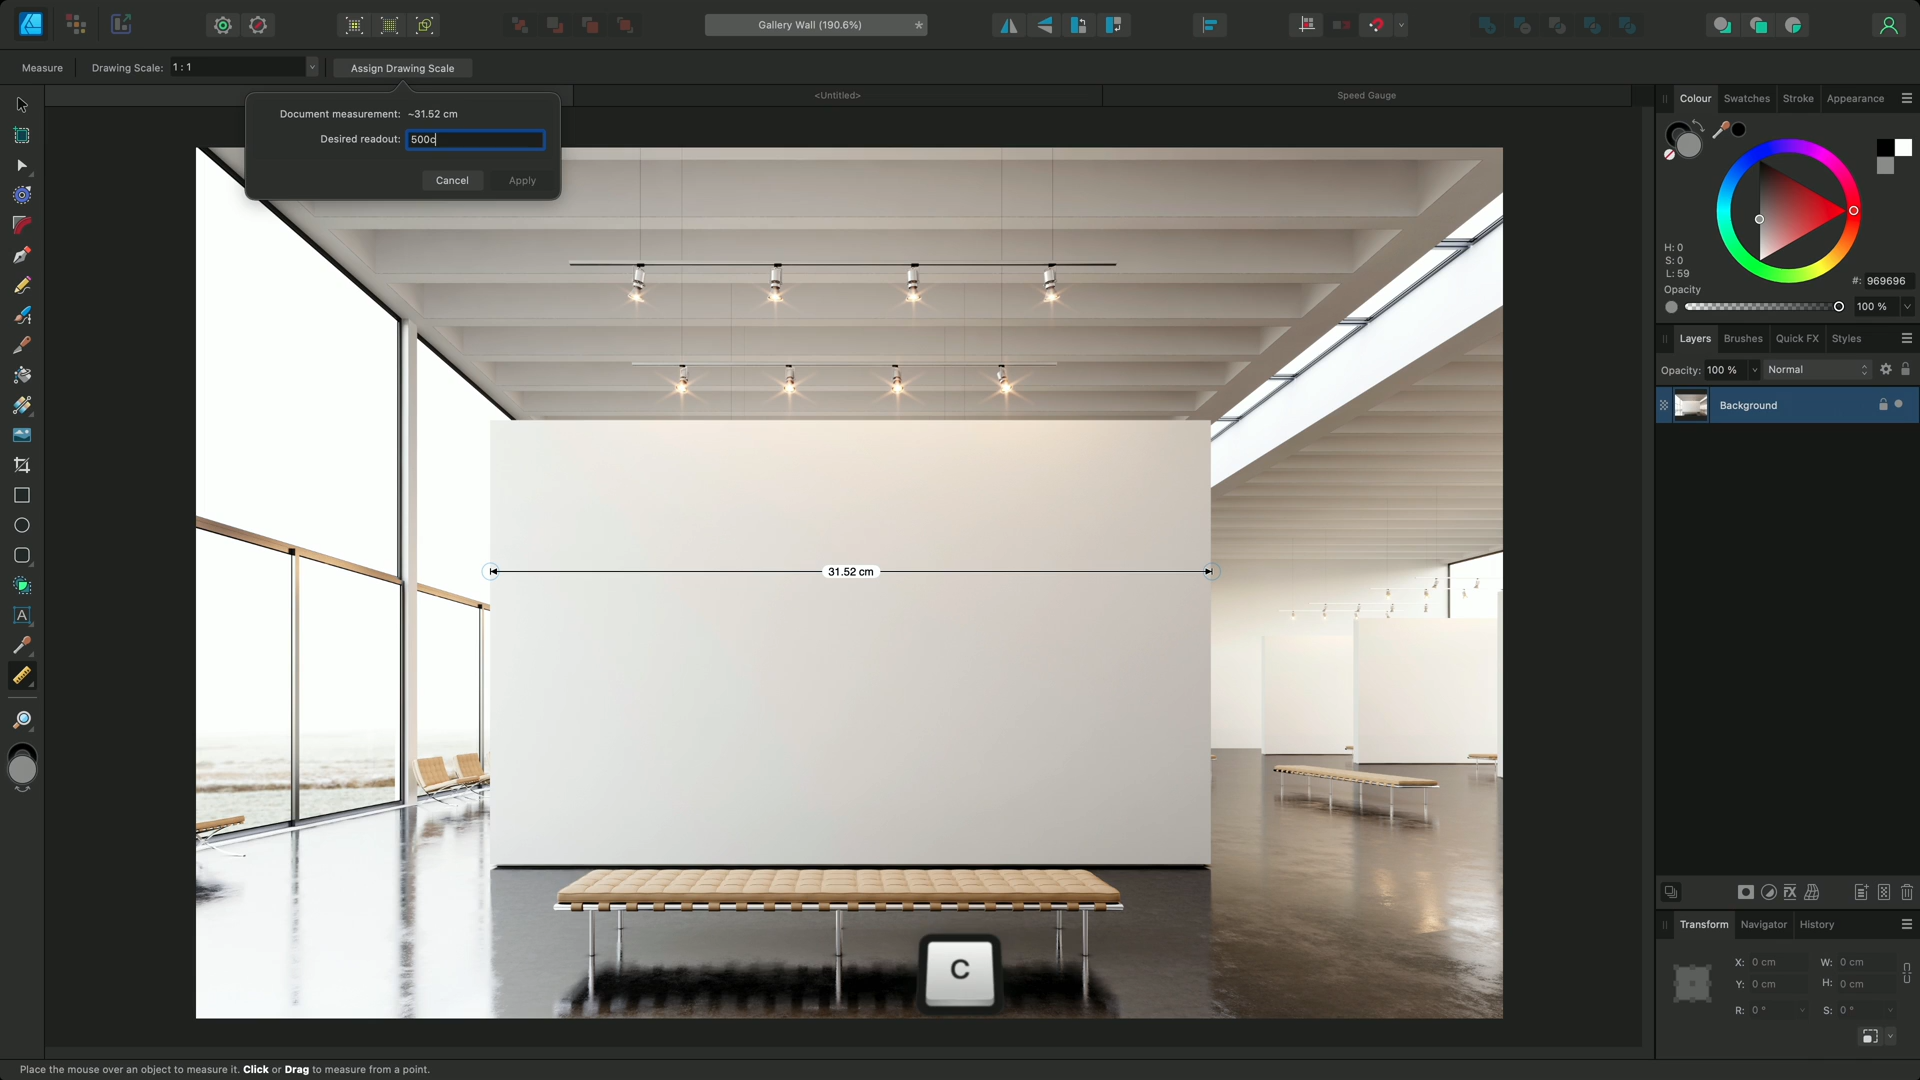 Gallery Wall (190.6%)
*
Measure
Drawing Scale: 1 : 1
Assign Drawing Scale
<Untitled>
Speed Gauge
Document measurement: ~31.52 cm
Desired readout: 500c
Cancel
Apply
31.52 cm
A
C
Colour
Swatches
Stroke
Appearance
H: 0
S: 0
L: 59
#: 969696
Opacity
100 %
Layers
Brushes
Quick FX
Styles
Opacity: 100 %
Normal
Background
FX
Transform
Navigator
History
X: 0 cm
W: 0 cm
Y: 0 cm
H: 0 cm
R: 0 °
S: 0 °
Place the mouse over an object to measure it. Click or Drag to measure from a point.